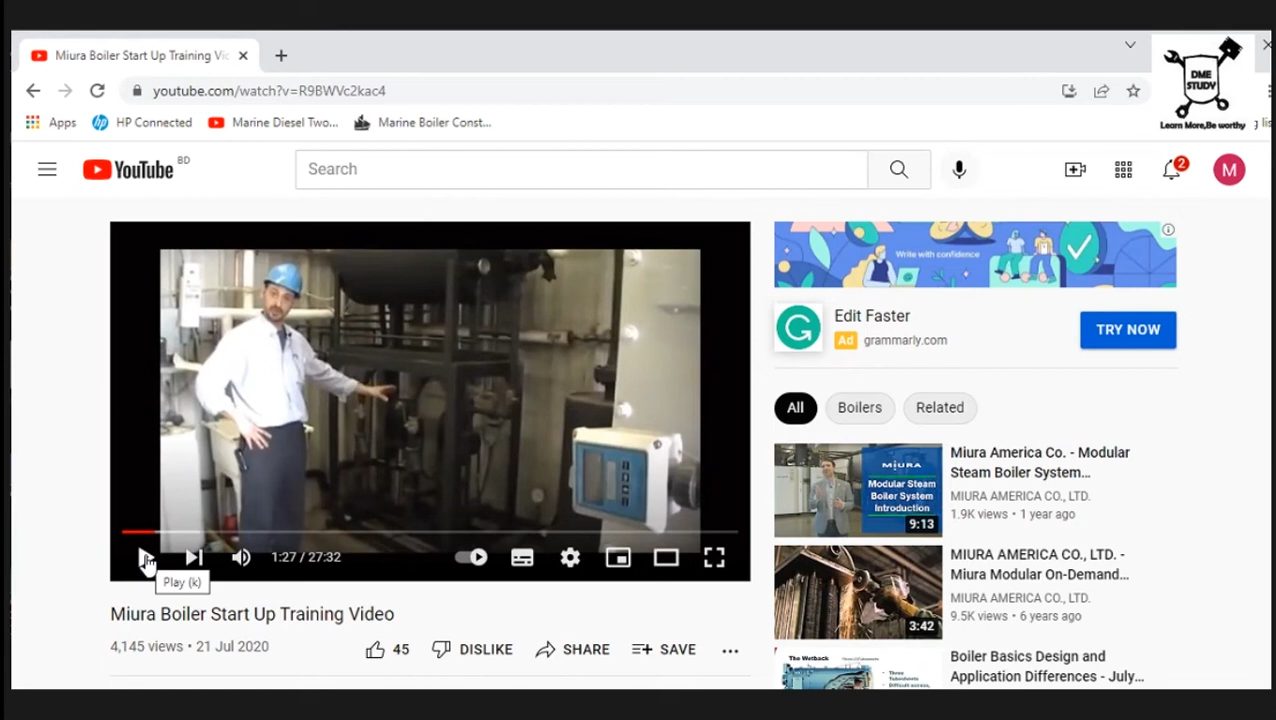 Miura Boiler Start Up Training Vic
youtube.com/watch?v=R9BWVc2kac4
DME
STUDY
Learn More,Be worthy
Apps
HP Connected
Marine Diesel Two...
Marine Boiler Const...
g lis
YouTube
BD
Search
2
M
Write with confidence
Edit Faster
Ad grammarly.com
TRY NOW
All
Boilers
Related
1:27 / 27:32
Play (k)
Miura Boiler Start Up Training Video
4,145 views • 21 Jul 2020
45
DISLIKE
SHARE
SAVE
...
MIURA
Modular Steam
Boiler System
Introduction
9:13
Miura America Co. - Modular
Steam Boiler System...
MIURA AMERICA CO., LTD.
1.9K views • 1 year ago
3:42
MIURA AMERICA CO., LTD. -
Miura Modular On-Demand...
MIURA AMERICA CO., LTD.
9.5K views • 6 years ago
The Wetback
Boiler Basics Design and
Application Differences - July...